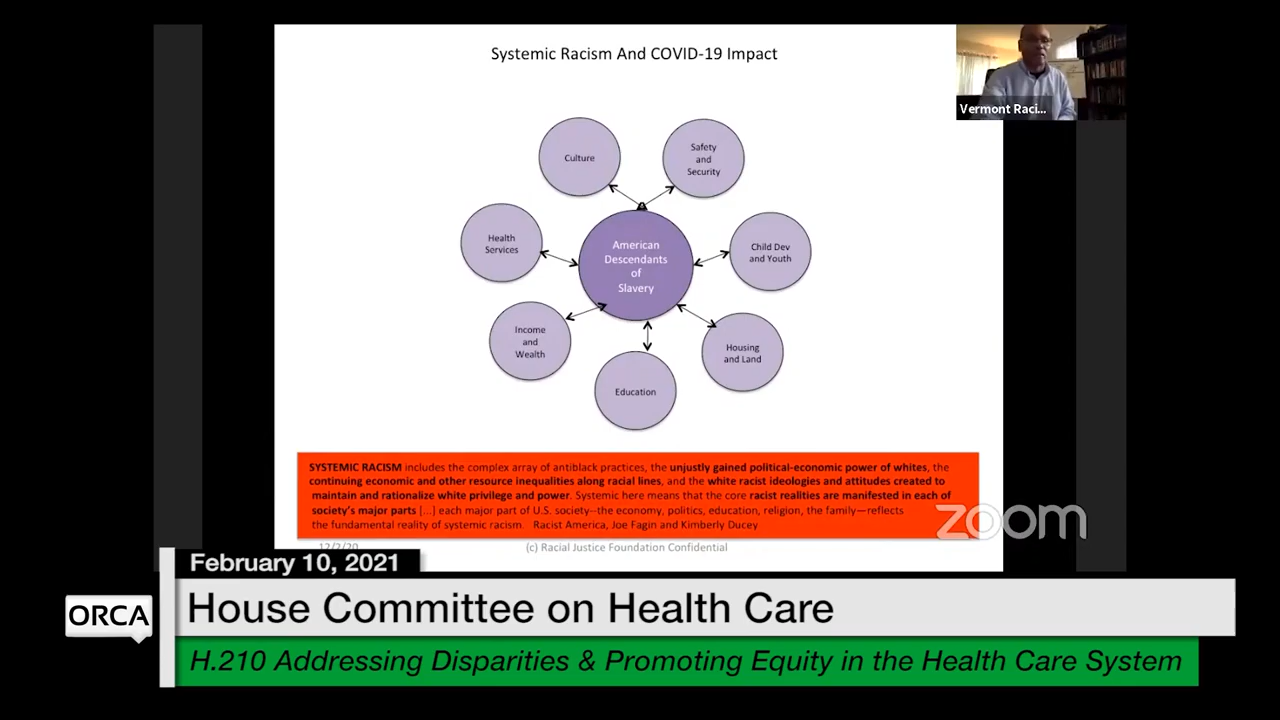 Systemic Racism And COVID-19 Impact
Vermont Raci...
Culture
Safety
and
Security
Health
Services
American
Descendants
of
Slavery
Child Dev
and Youth
Income
and
Wealth
Housing
and Land
Education
SYSTEMIC RACISM includes the complex array of antiblack practices, the unjustly gained political-economic power of whites, the
continuing economic and other resource inequalities along racial lines, and the white racist ideologies and attitudes created to
maintain and rationalize white privilege and power. Systemic here means that the core racist realities are manifested in each of
society's major parts [...] each major part of U.S. society--the economy, politics, education, religion, the family—reflects
the fundamental reality of systemic racism. Racist America, Joe Fagin and Kimberly Ducey
zoom
12/2/20
(c) Racial Justice Foundation Confidential
February 10, 2021
ORCA
House Committee on Health Care
H.210 Addressing Disparities & Promoting Equity in the Health Care System